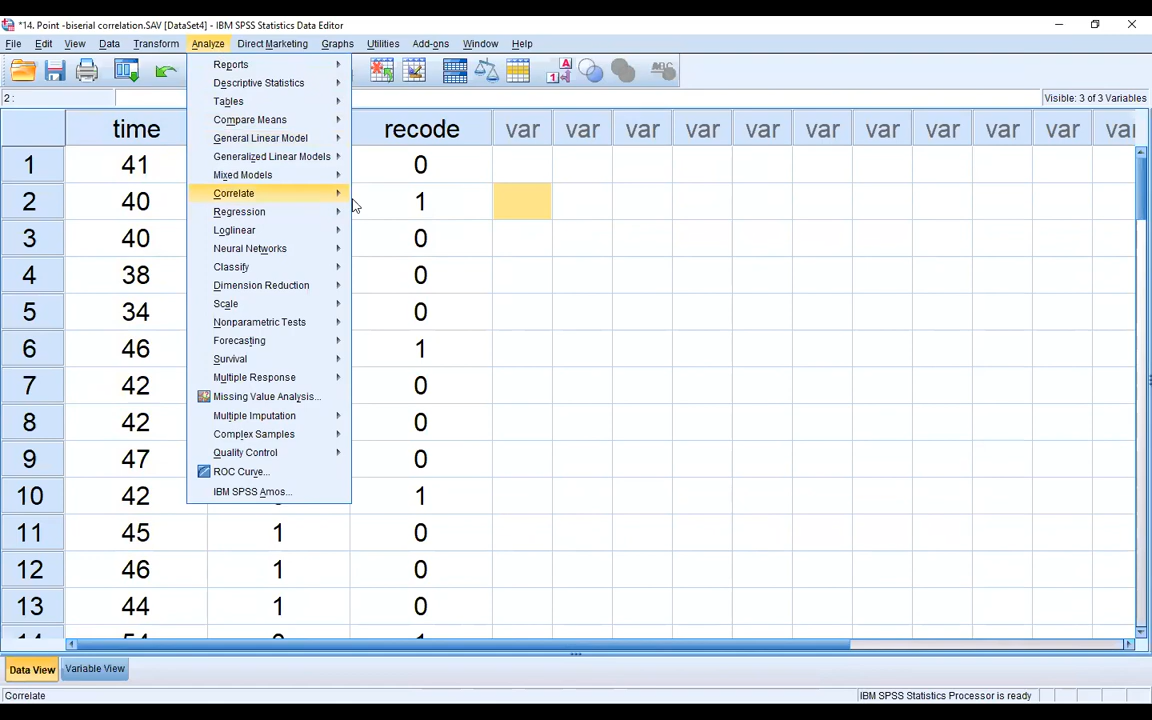 *14. Point -biserial correlation.SAV [DataSet4] - IBM SPSS Statistics Data Editor
File Edit View Data Transform Analyze Direct Marketing Graphs Utilities Add-ons Window Help
2 :
Visible: 3 of 3 Variables
time recode var var var var var var var var var var var
1 41 0
2 40 1
3 40 0
4 38 0
5 34 0
6 46 1
7 42 0
8 42 0
9 47 0
10 42 1
11 45 1 0
12 46 1 0
13 44 1 0
14 54 1
Reports
Descriptive Statistics
Tables
Compare Means
General Linear Model
Generalized Linear Models
Mixed Models
Correlate
Regression
Loglinear
Neural Networks
Classify
Dimension Reduction
Scale
Nonparametric Tests
Forecasting
Survival
Multiple Response
Missing Value Analysis...
Multiple Imputation
Complex Samples
Quality Control
ROC Curve...
IBM SPSS Amos...
Data View Variable View
Correlate
IBM SPSS Statistics Processor is ready